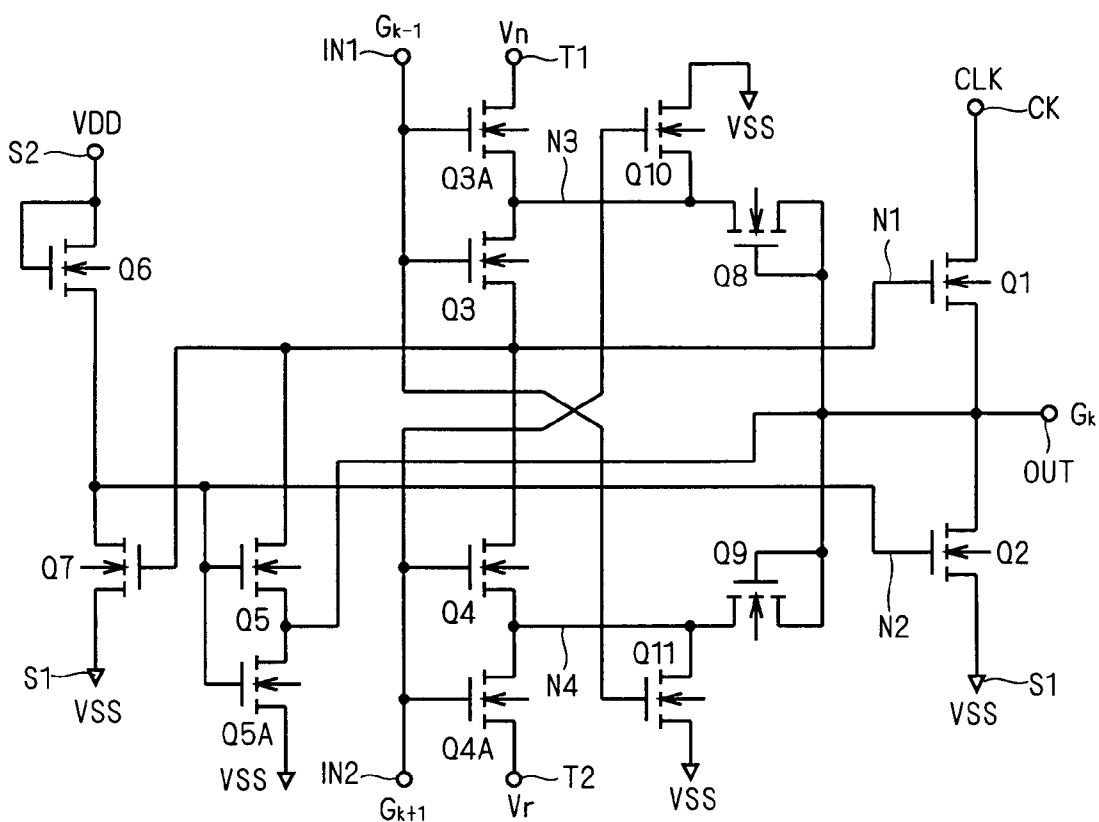 Gk-1
Vn
IN1
T1
CLK
CK
VDD
S2
VSS
N3
Q3A
Q10
N1
Q6
Q3
Q8
Q1
Gk
OUT
Q7
Q5
Q4
Q9
Q2
N2
S1
VSS
Q5A
N4
Q11
S1
VSS
Q4A
VSS
IN2
T2
VSS
Gk+1
Vr